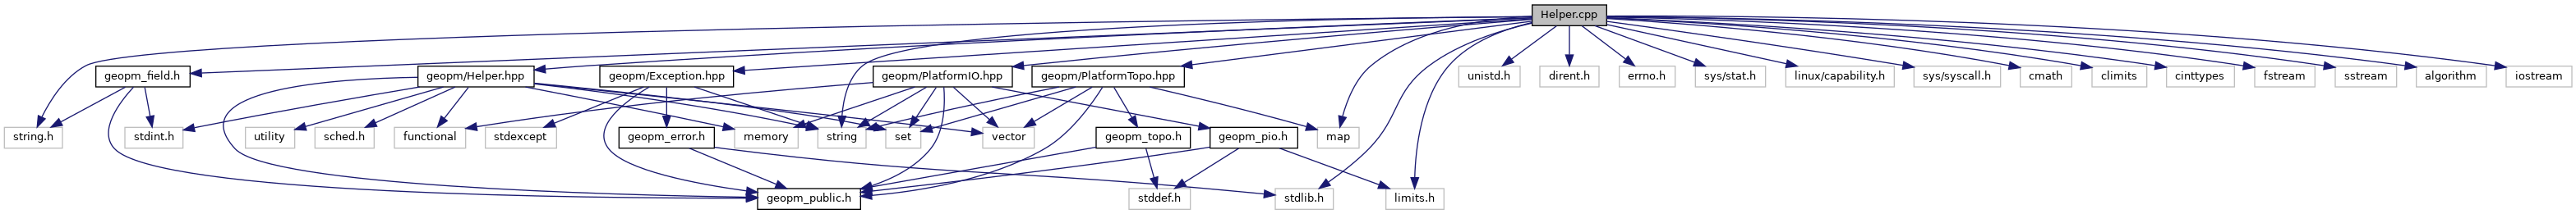 Helper.cpp
geopm_field.h
geopm/Helper.hpp
geopm/Exception.hpp
geopm/PlatformIO.hpp
geopm/PlatformTopo.hpp
unistd.h
dirent.h
errno.h
sys/stat.h
linux/capability.h
sys/syscall.h
cmath
climits
cinttypes
fstream
sstream
algorithm
iostream
string.h
stdint.h
utility
sched.h
functional
stdexcept
geopm_error.h
memory
string
set
vector
geopm_topo.h
geopm_pio.h
map
geopm_public.h
stddef.h
stdlib.h
limits.h